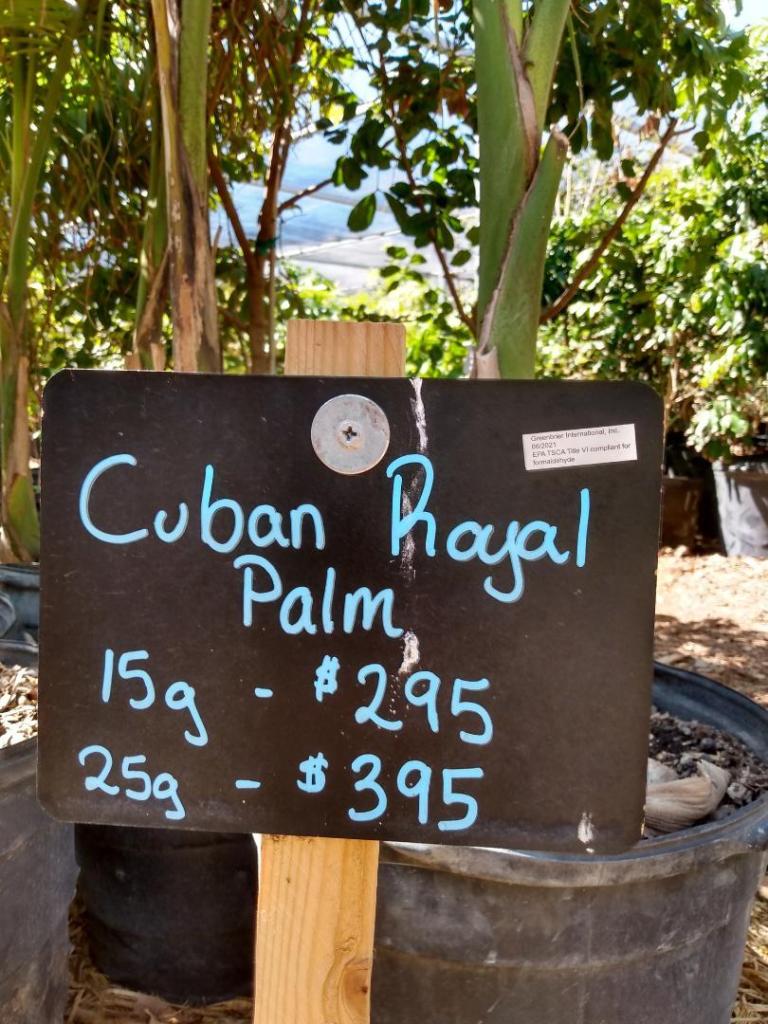 Greenbrier International, Inc.
06/2021
EPA TSCA Title VI compliant for
formaldehyde
Cuban Royal
Palm
15g - $295
25g - $395